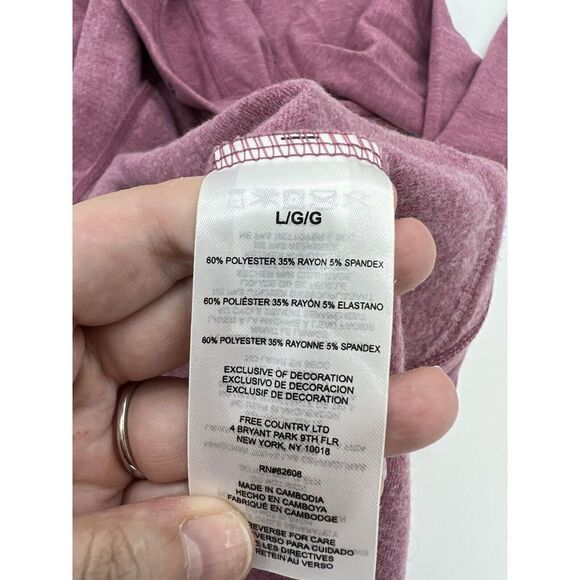 L/G/G
60% POLYESTER 35% RAYON 5% SPANDEX
60% POLIÉSTER 35% RAYÓN 5% ELASTANO
60% POLYESTER 35% RAYONNE 5% SPANDEX
EXCLUSIVE OF DECORATION
EXCLUSIVO DE DECORACION
EXCLUSIF DE DECORATION
FREE COUNTRY LTD
4 BRYANT PARK 9TH FLR
NEW YORK, NY 10018
RN#82608
MADE IN CAMBODIA
HECHO EN CAMBOYA
FABRIQUÉ EN CAMBODGE
REVERSE FOR CARE
REVERSO PARA CUIDADO
LES DIRECTIVES
RETEIN AU VERSO